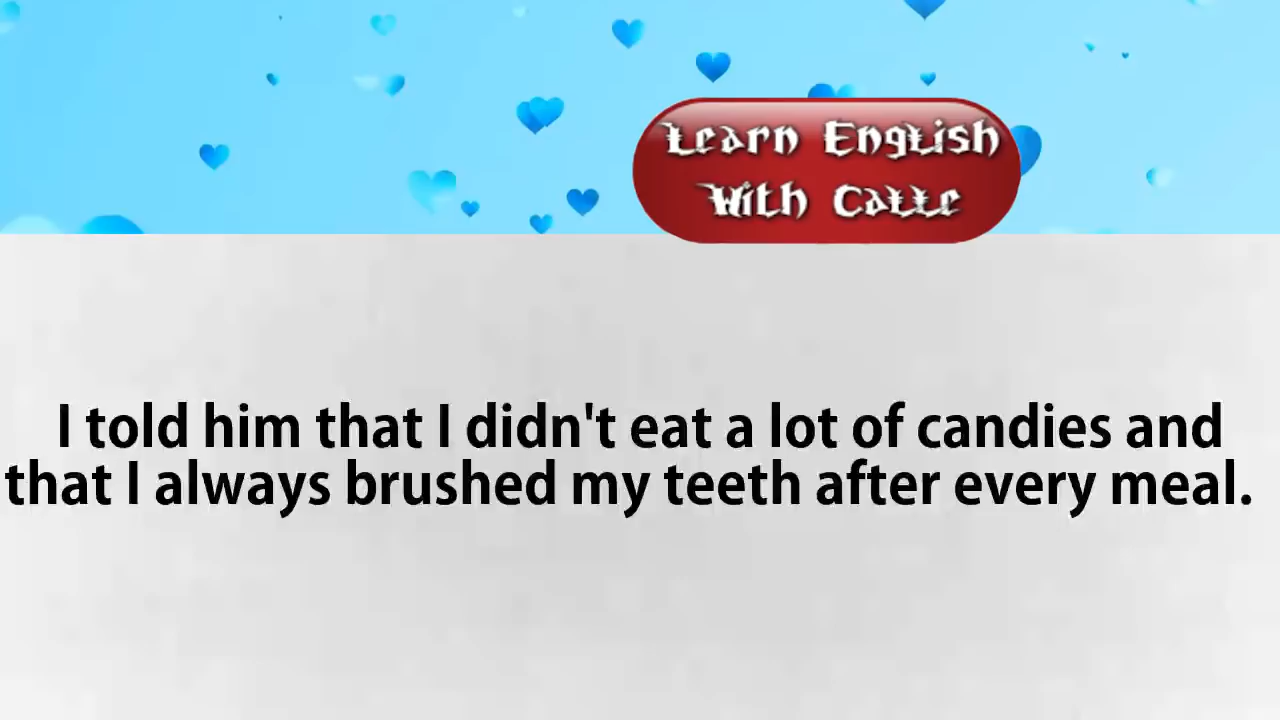 Learn English
With Catte
I told him that I didn't eat a lot of candies and
that I always brushed my teeth after every meal.